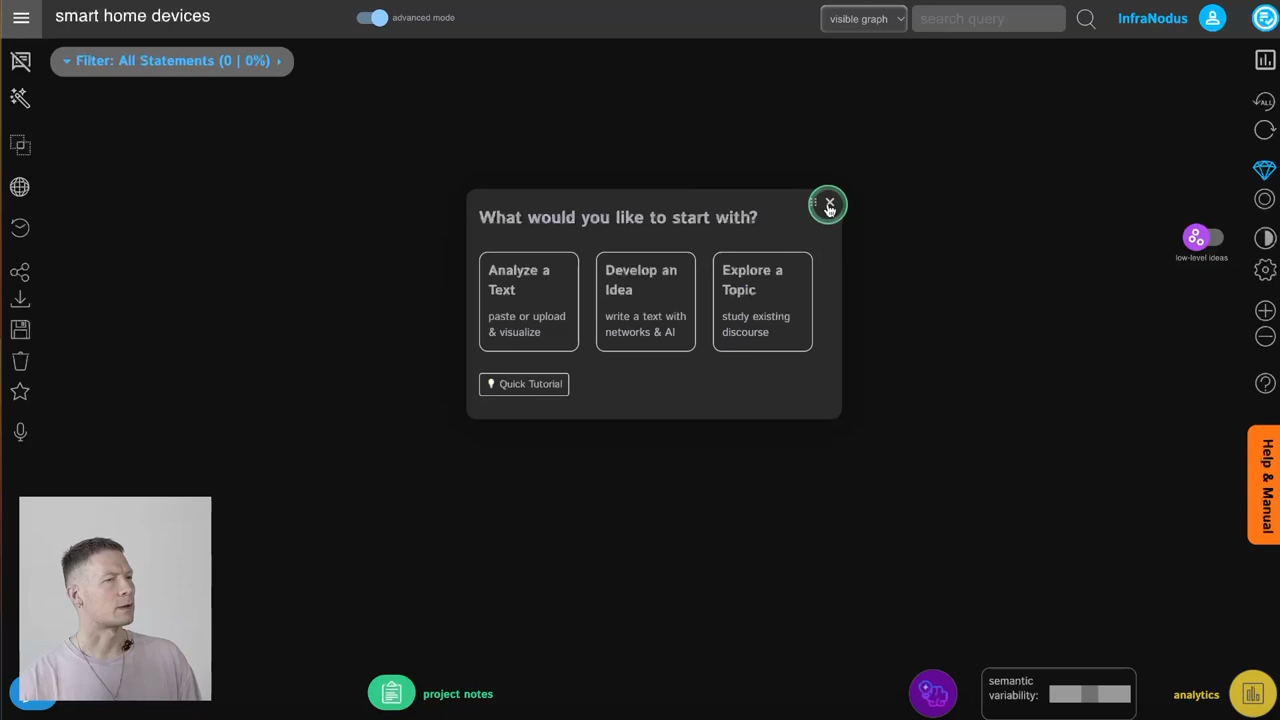 smart home devices
advanced mode
visible graph
search query
InfraNodus
Filter: All Statements (0 | 0%)
ALL
What would you like to start with?
Analyze a
Text
paste or upload
& visualize
Develop an
Idea
write a text with
networks & AI
Explore a
Topic
study existing
discourse
Quick Tutorial
low-level ideas
Help & Manual
project notes
semantic
variability:
analytics